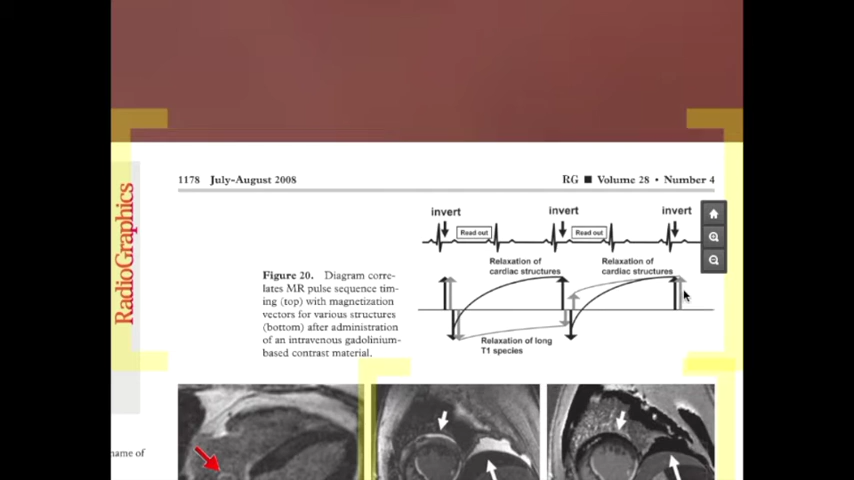 1178 July-August 2008
RG ■ Volume 28 • Number 4
RadioGraphics
invert
invert
invert
Read out
Read out
Relaxation of
cardiac structures
Relaxation of
cardiac structures
Figure 20. Diagram corre-
lates MR pulse sequence tim-
ing (top) with magnetization
vectors for various structures
(bottom) after administration
of an intravenous gadolinium-
based contrast material.
Relaxation of long
T1 species
name of